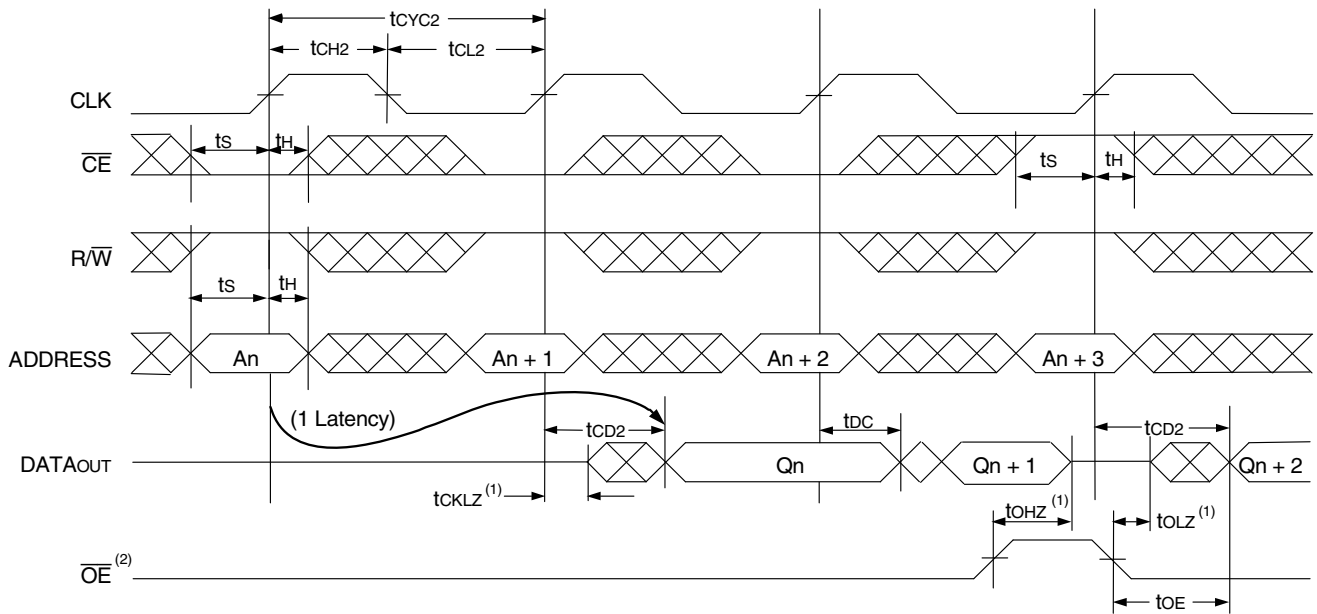 tCYC2
tCH2
tCL2
CLK
tS
tH
CE
tS
tH
R/W
tS
tH
ADDRESS
An
An + 1
An + 2
An + 3
(1 Latency)
tCD2
tDC
tCD2
DATAOUT
Qn
Qn + 1
Qn + 2
tCKLZ (1)
tOHZ (1)
tOLZ (1)
OE (2)
tOE